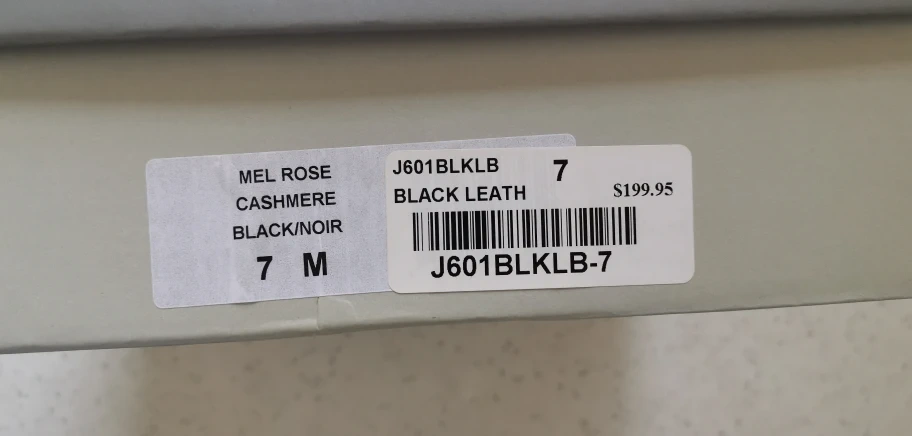 MEL ROSE
CASHMERE
BLACK/NOIR
7 M
J601BLKLB 7
BLACK LEATH $199.95
J601BLKLB-7